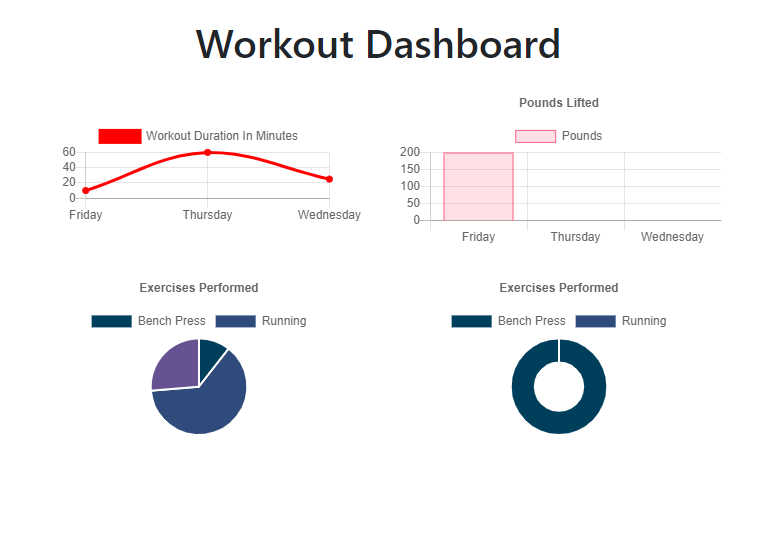 Workout Dashboard
Workout Duration In Minutes
60
40
20
0
Friday Thursday Wednesday
Pounds Lifted
Pounds
200
150
100
50
0
Friday Thursday Wednesday
Exercises Performed
Bench Press Running
Exercises Performed
Bench Press Running